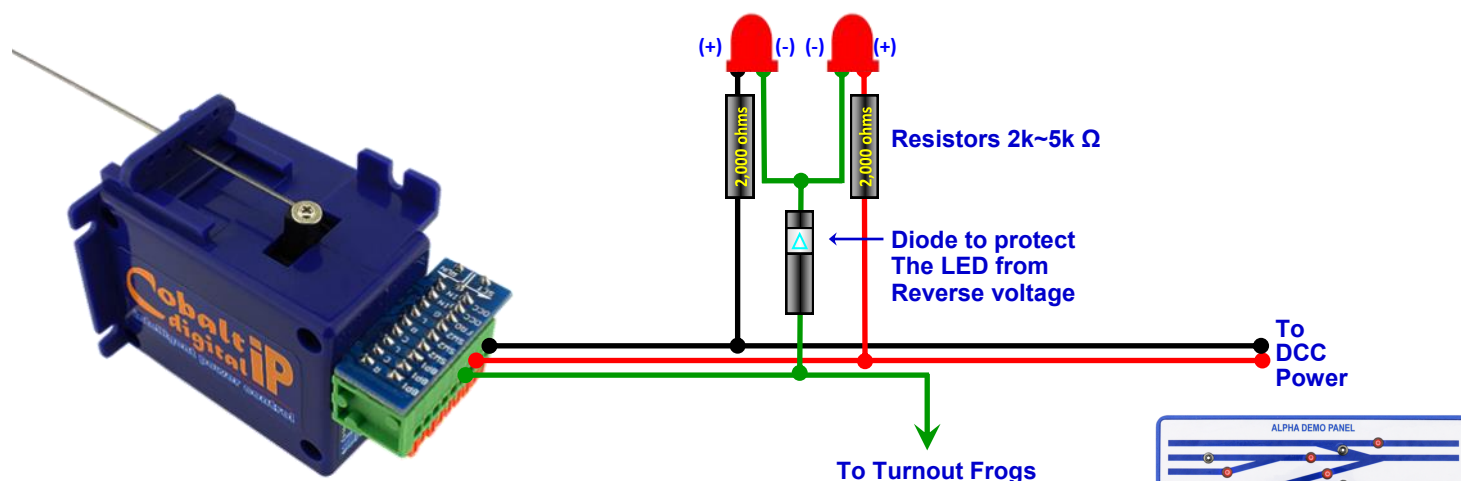 (+) (-) (-) (+)
2,000 ohms
2,000 ohms
Resistors 2k~5k Ω
Diode to protect
The LED from
Reverse voltage
Cobalt iP
digital
To
DCC
Power
To Turnout Frogs
ALPHA DEMO PANEL